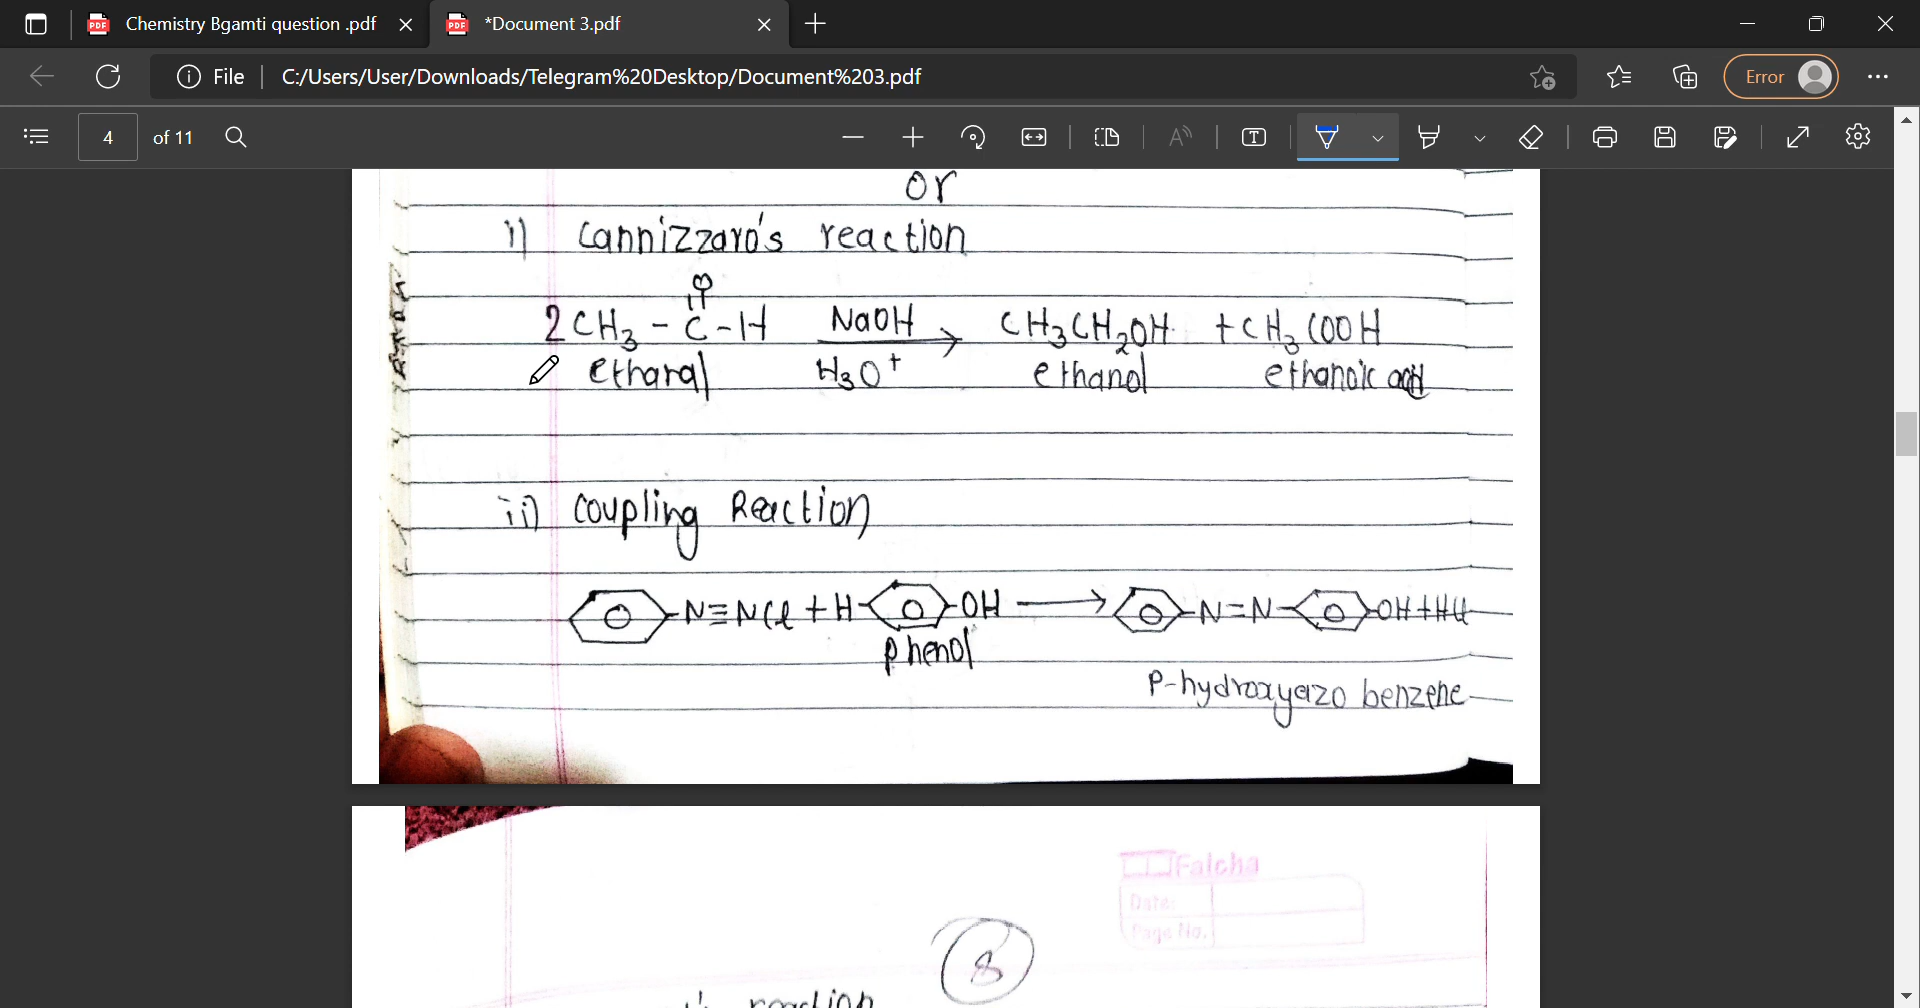 Chemistry Bgamti question .pdf
*Document 3.pdf
File
C:/Users/User/Downloads/Telegram%20Desktop/Document%203.pdf
Error
4 of 11
or
i) Cannizzaro's reaction
O
2CH₃ - C - H NaOH → CH₃CH₂OH + CH₃COOH
ethanal H₃O⁺ ethanol ethanoic acid
ii) Coupling Reaction
-N≡NCl + H- -OH → -N=N- -OH + HCl
phenol
P-hydroxyazo benzene
Falcha
Date:
Page No.
8
reaction